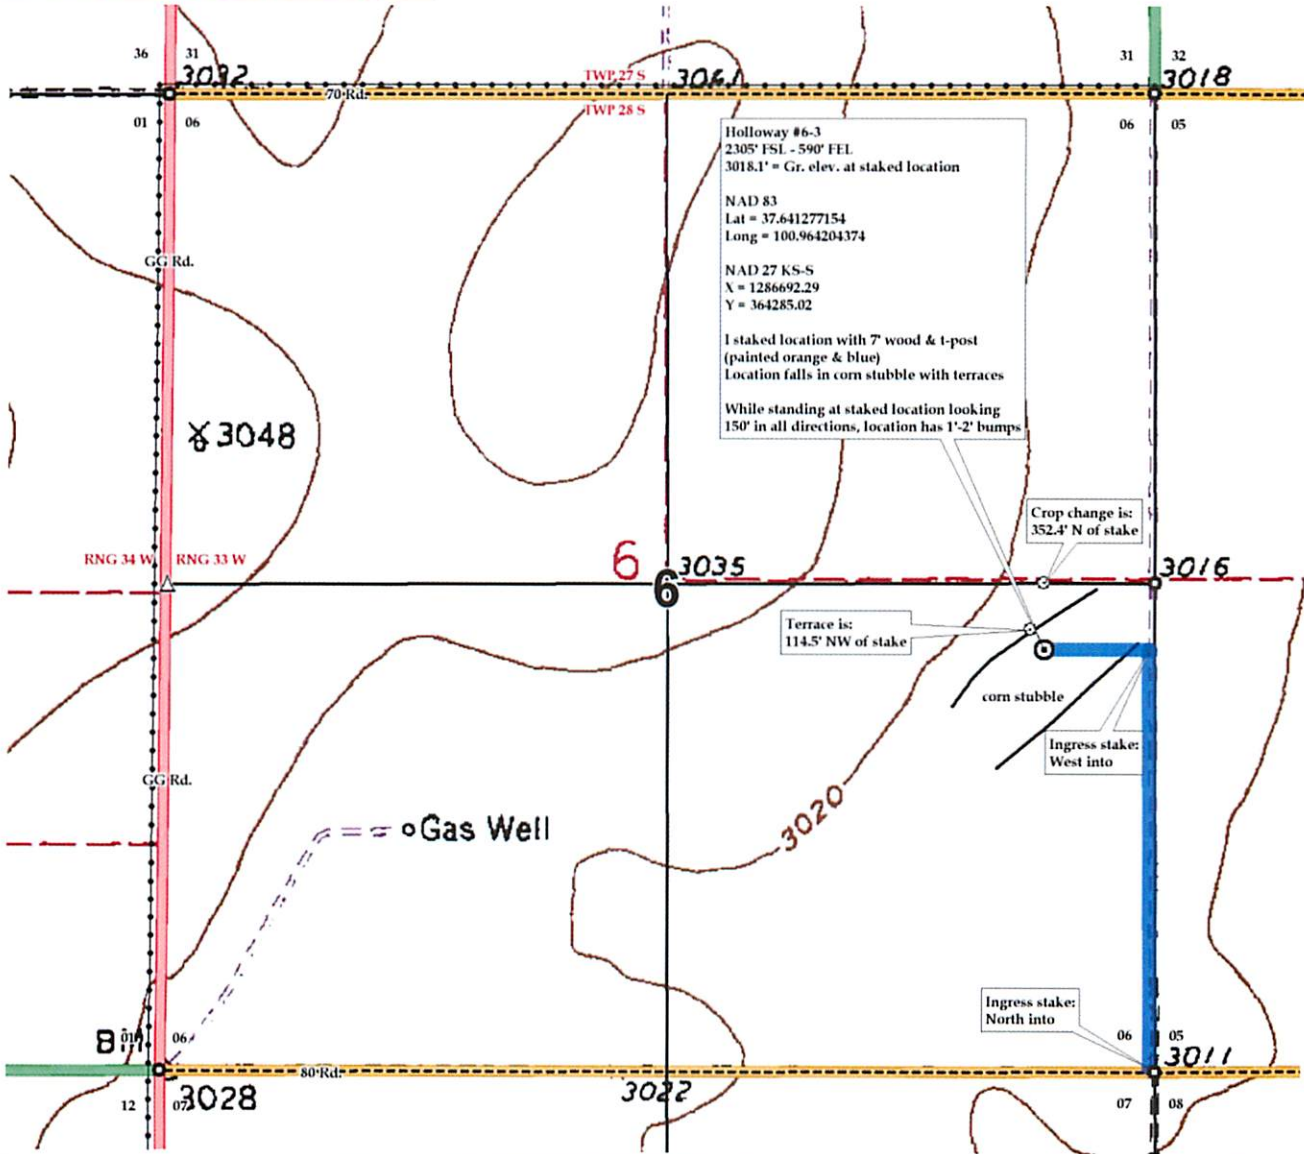 36 31
31 32
3032
TWP 27 S
3041
3018
70 Rd.
01 06
TWP 28 S
06 05
Holloway #6-3
2305' FSL - 590' FEL
3018.1' = Gr. elev. at staked location
NAD 83
Lat = 37.641277154
Long = 100.964204374
NAD 27 KS-S
X = 1286692.29
Y = 364285.02
I staked location with 7' wood & t-post
(painted orange & blue)
Location falls in corn stubble with terraces
While standing at staked location looking
150' in all directions, location has 1'-2' bumps
GG Rd.
3048
Crop change is:
352.4' N of stake
RNG 34 W RNG 33 W
6
3035
3016
6
Terrace is:
114.5' NW of stake
corn stubble
Ingress stake:
West into
GG Rd.
3020
Gas Well
Ingress stake:
North into
BM
01 06
06 05
3011
80 Rd.
3028
3022
12 07
07 08